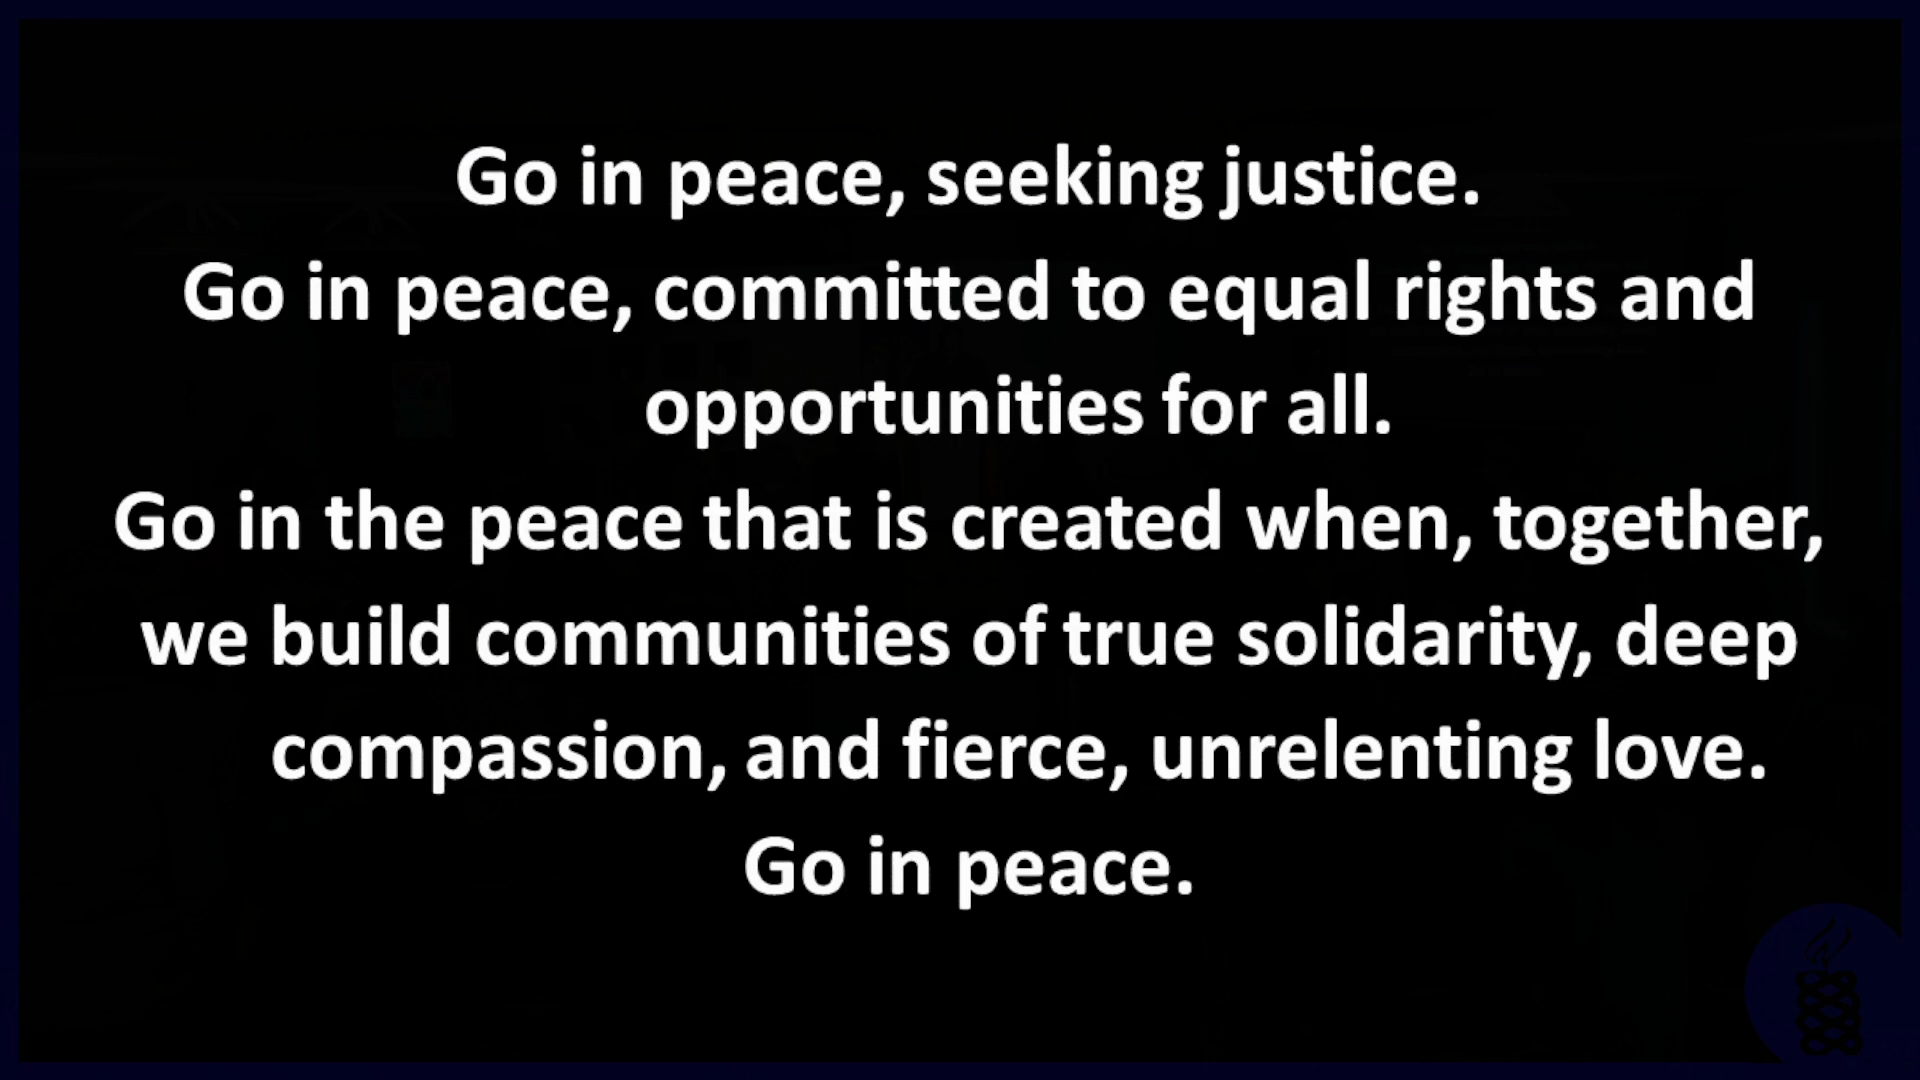 Go in peace, seeking justice.
Go in peace, committed to equal rights and
opportunities for all.
Go in the peace that is created when, together,
we build communities of true solidarity, deep
compassion, and fierce, unrelenting love.
Go in peace.